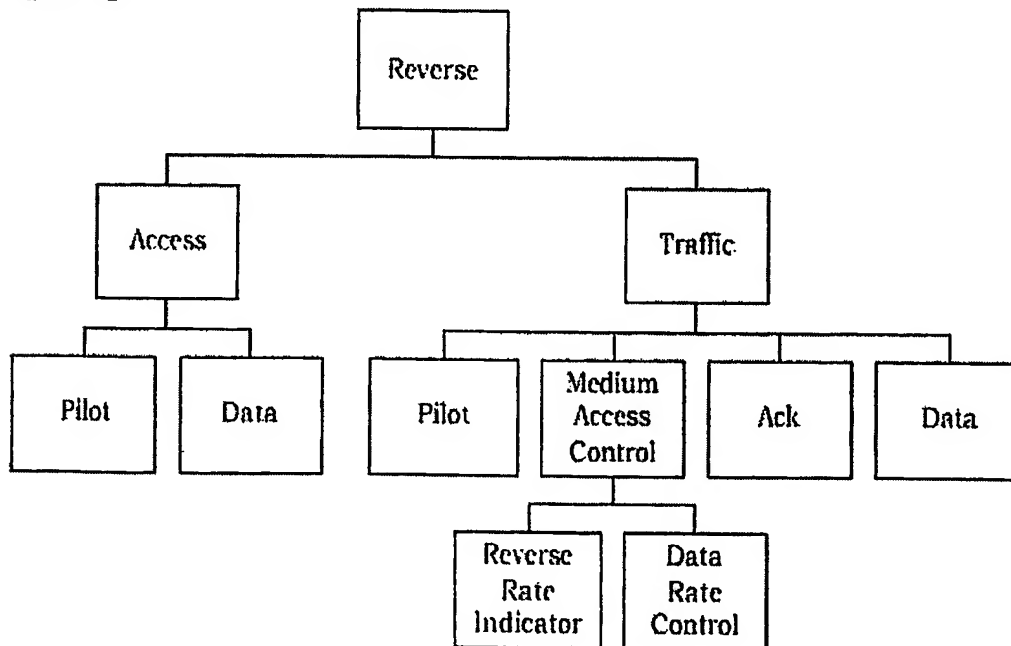 Reverse
Access
Traffic
Pilot
Data
Pilot
Medium
Access
Control
Ack
Data
Reverse
Rate
Indicator
Data
Rate
Control